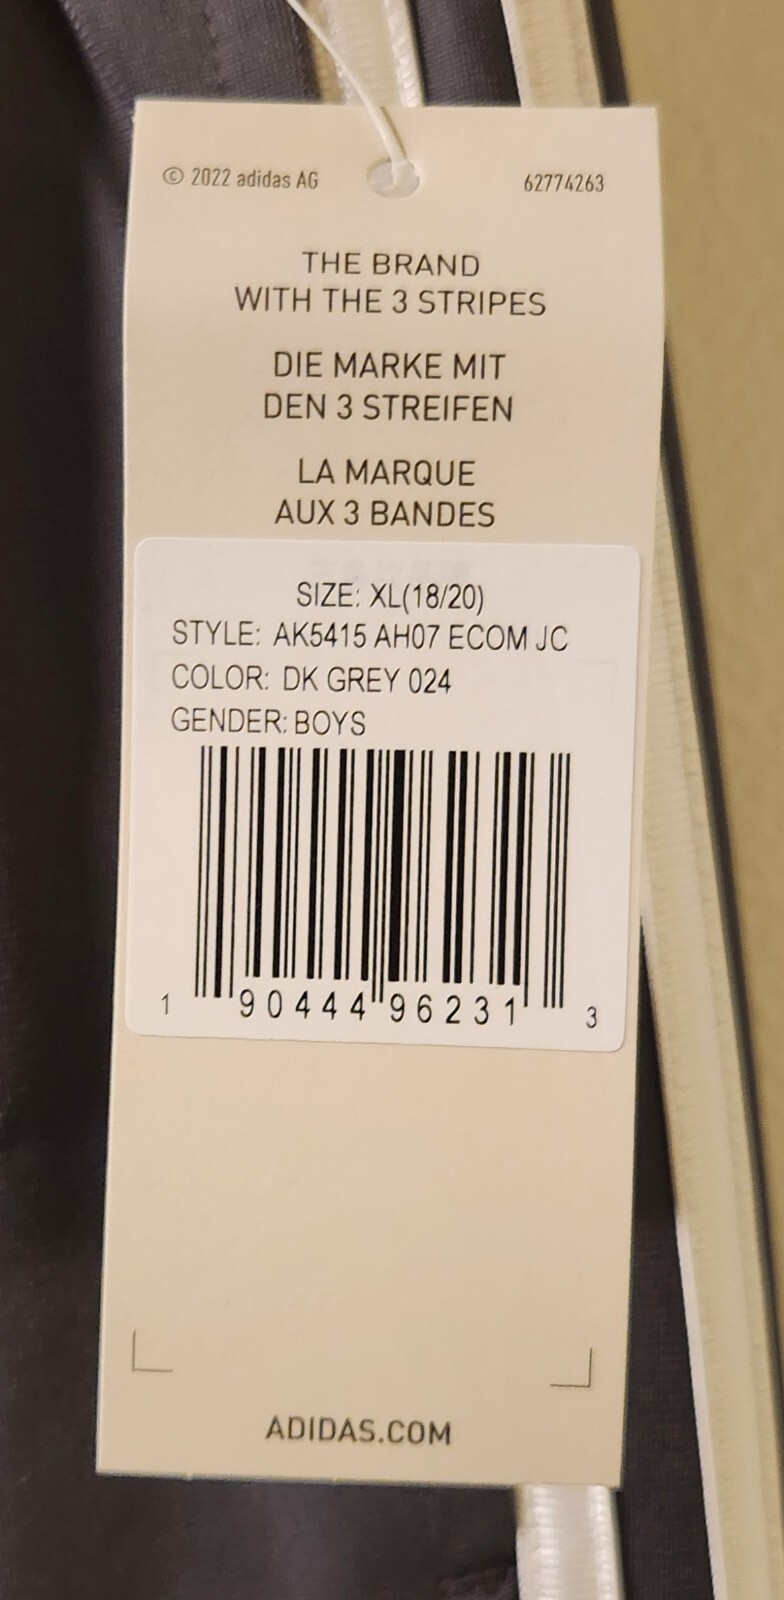 © 2022 adidas AG
62774263
THE BRAND
WITH THE 3 STRIPES
DIE MARKE MIT
DEN 3 STREIFEN
LA MARQUE
AUX 3 BANDES
SIZE: XL(18/20)
STYLE: AK5415 AH07 ECOM JC
COLOR: DK GREY 024
GENDER: BOYS
1 90444 96231 3
ADIDAS.COM